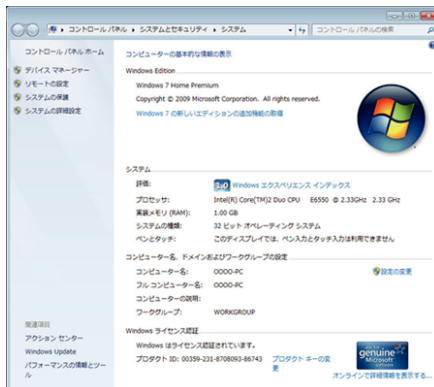 コントロール パネル ▸ システムとセキュリティ ▸ システム
コントロール パネルの検索
コントロール パネル ホーム
デバイス マネージャー
リモートの設定
システムの保護
システムの詳細設定
コンピューターの基本的な情報の表示
Windows Edition
Windows 7 Home Premium
Copyright © 2009 Microsoft Corporation. All rights reserved.
Windows 7 の新しいエディションの追加機能の取得
システム
評価: 3.0 Windows エクスペリエンス インデックス
プロセッサ: Intel(R) Core(TM)2 Duo CPU E6550 @ 2.33GHz 2.33 GHz
実装メモリ (RAM): 1.00 GB
システムの種類: 32 ビット オペレーティング システム
ペンとタッチ: このディスプレイでは、ペン入力とタッチ入力は利用できません
コンピューター名、ドメインおよびワークグループの設定
コンピューター名: OOOO-PC
設定の変更
フル コンピューター名: OOOO-PC
コンピューターの説明:
ワークグループ: WORKGROUP
Windows ライセンス認証
Windows はライセンス認証されています。
プロダクト ID: 00359-231-8708093-86743 プロダクト キーの変更
genuine
Microsoft
オンラインで詳細情報を表示する...
関連項目
アクション センター
Windows Update
パフォーマンスの情報とツール